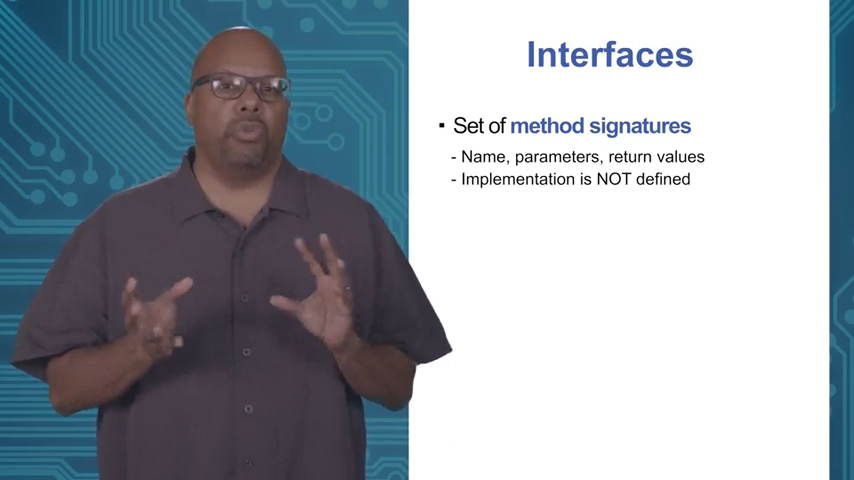 Interfaces
▪ Set of method signatures
- Name, parameters, return values
- Implementation is NOT defined